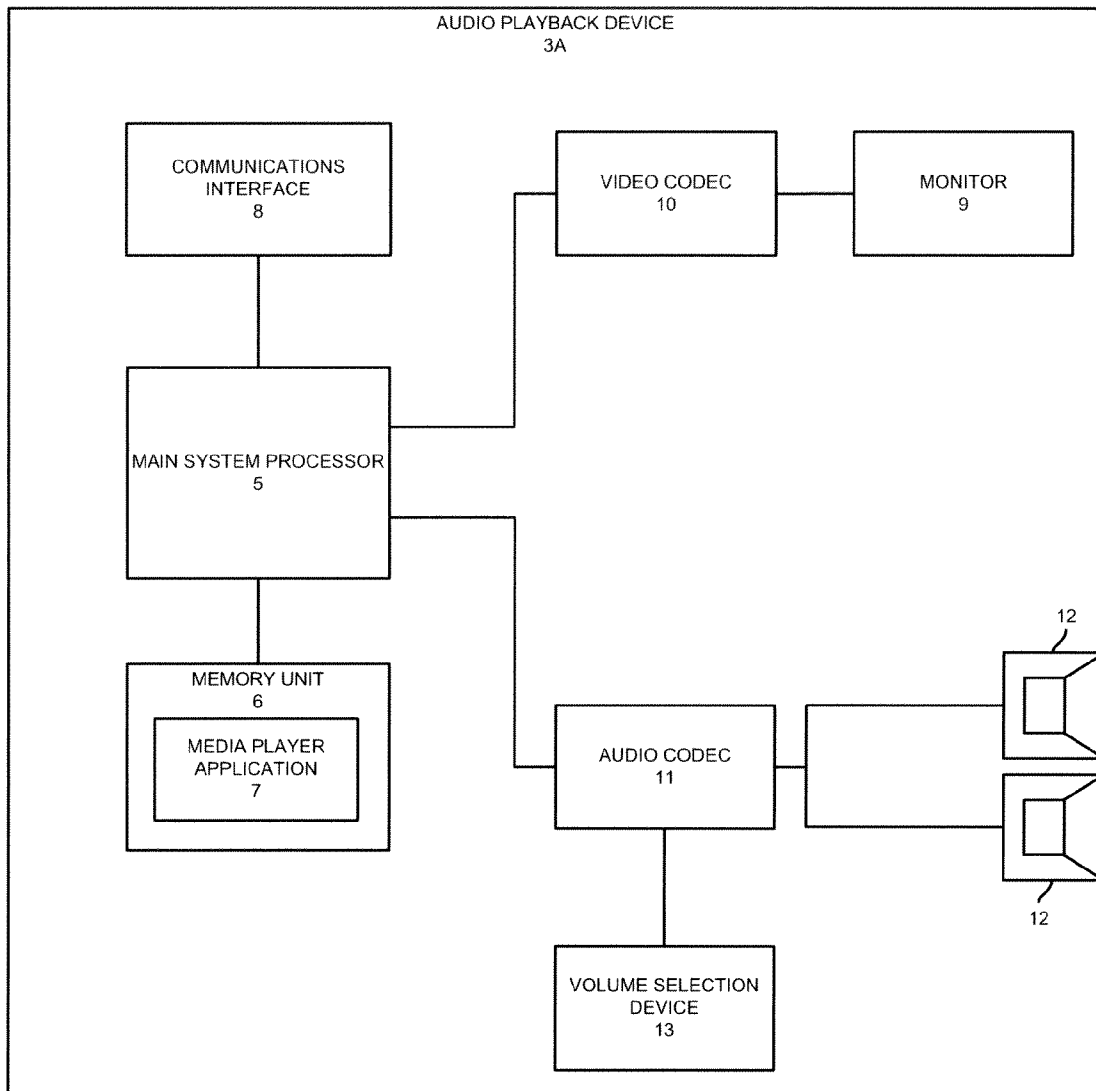 AUDIO PLAYBACK DEVICE
3A
COMMUNICATIONS
INTERFACE
8
VIDEO CODEC
10
MONITOR
9
MAIN SYSTEM PROCESSOR
5
MEMORY UNIT
6
MEDIA PLAYER
APPLICATION
7
AUDIO CODEC
11
12
12
VOLUME SELECTION
DEVICE
13